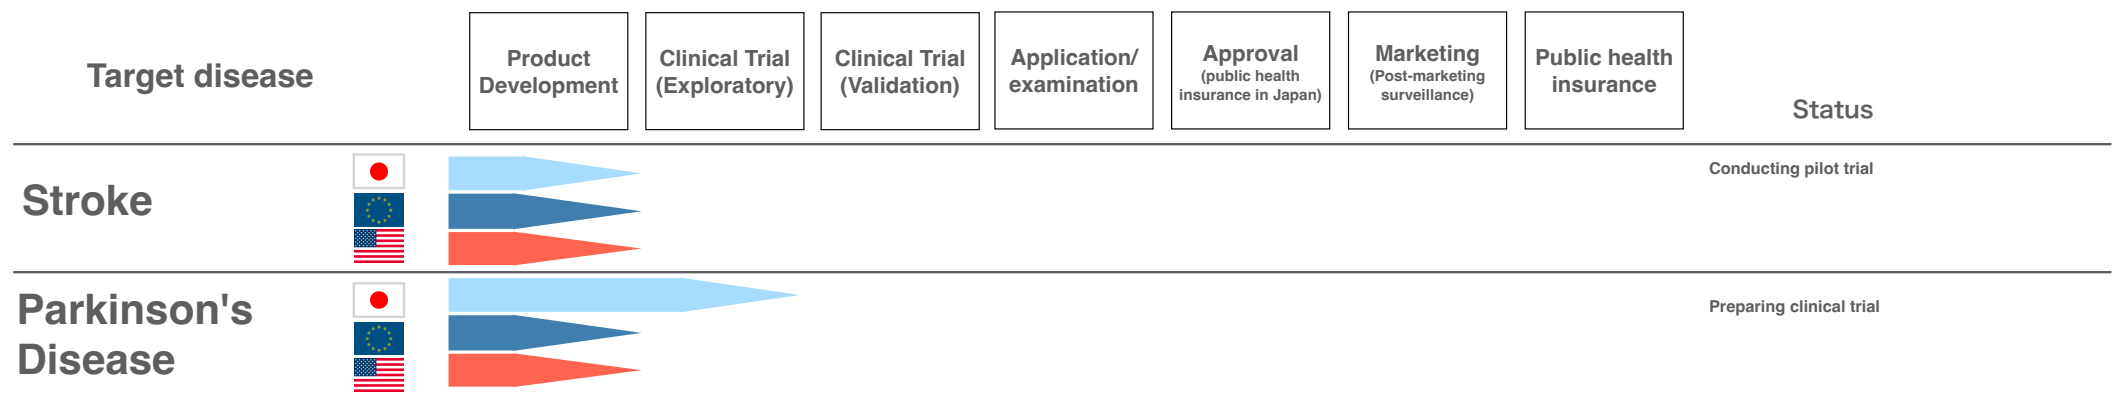 Target disease
Product
Development
Clinical Trial
(Exploratory)
Clinical Trial
(Validation)
Application/
examination
Approval
(public health
insurance in Japan)
Marketing
(Post-marketing
surveillance)
Public health
insurance
Status
Stroke
Conducting pilot trial
Parkinson's
Disease
Preparing clinical trial